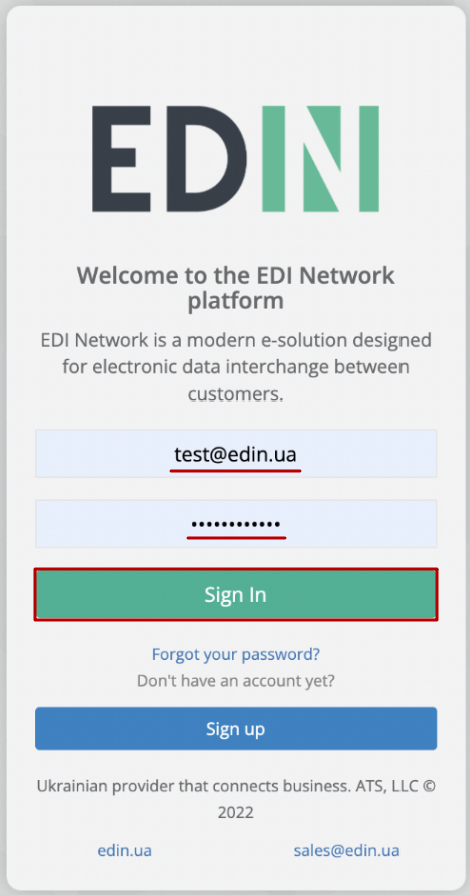 EDIN
Welcome to the EDI Network
platform
EDI Network is a modern e-solution designed
for electronic data interchange between
customers.
test@edin.ua
••••••••••••
Sign In
Forgot your password?
Don't have an account yet?
Sign up
Ukrainian provider that connects business. ATS, LLC ©
2022
edin.ua sales@edin.ua